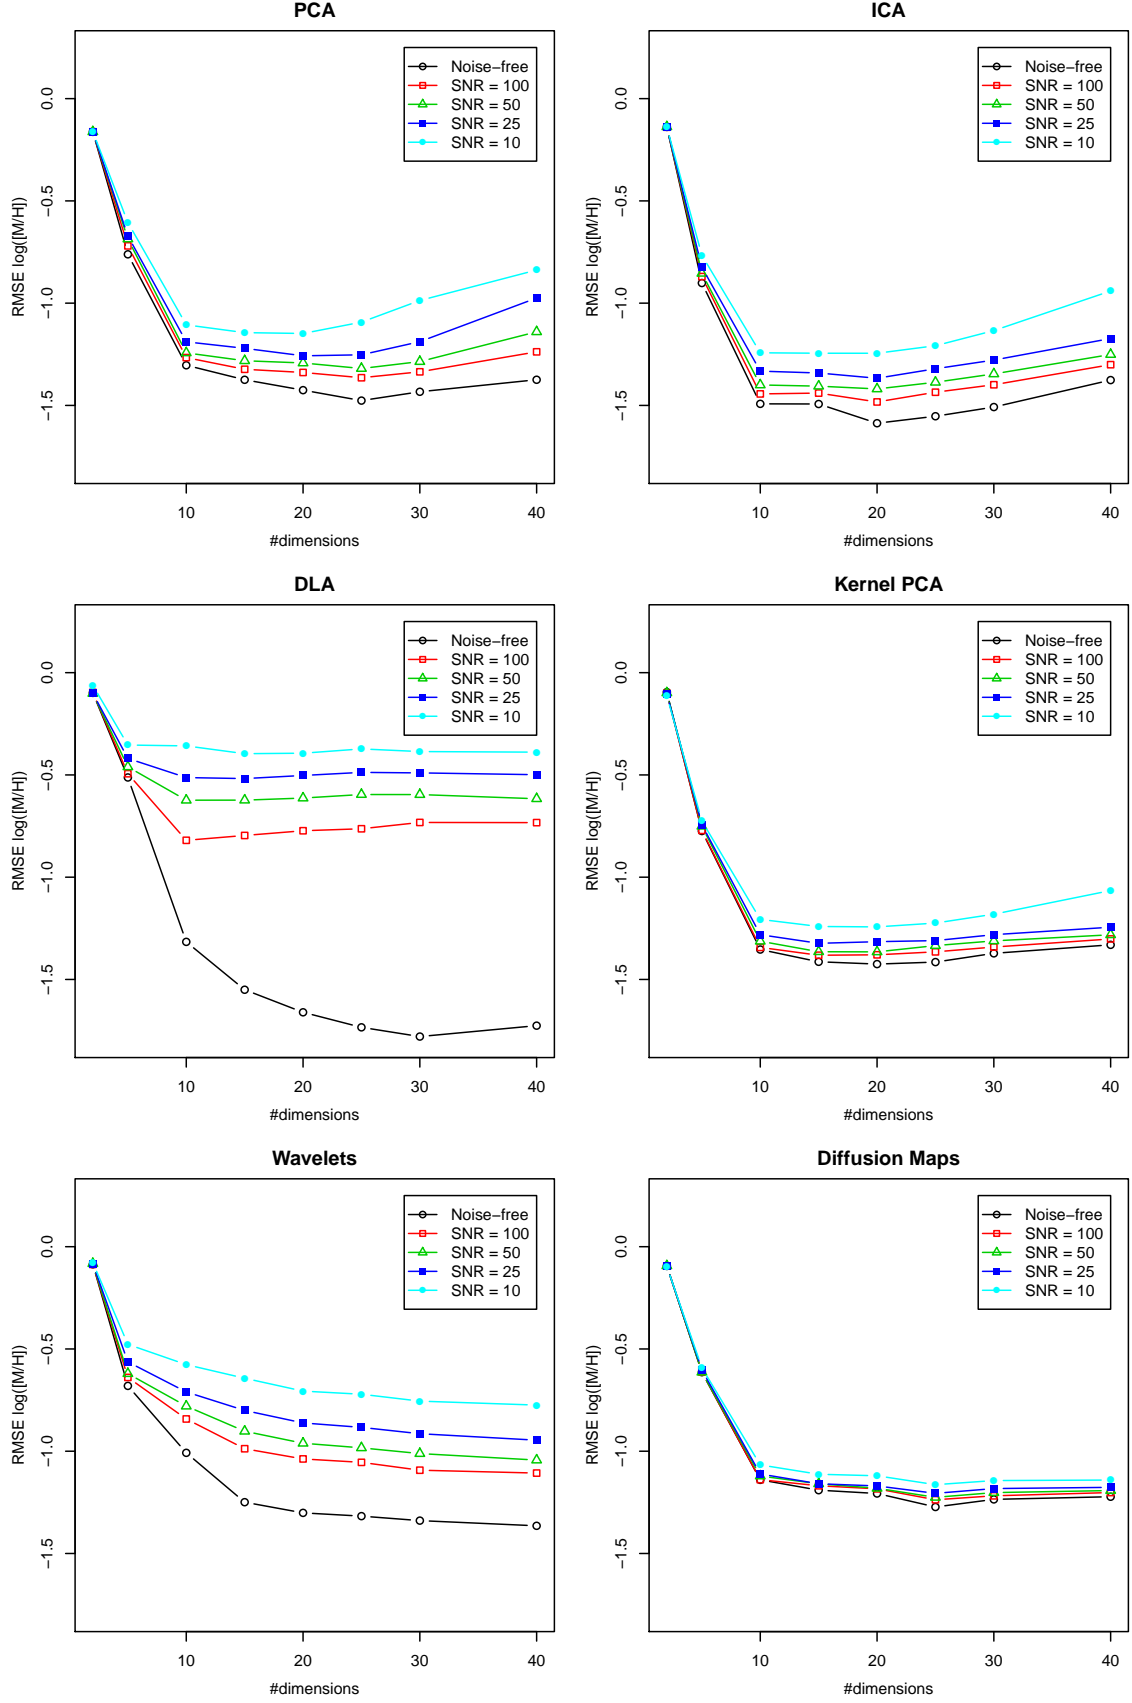 PCA
Noise−free
SNR = 100
SNR = 50
SNR = 25
SNR = 10
0.0
−0.5
−1.0
−1.5
RMSE log([M/H])
10 20 30 40
#dimensions
ICA
Noise−free
SNR = 100
SNR = 50
SNR = 25
SNR = 10
0.0
−0.5
−1.0
−1.5
RMSE log([M/H])
10 20 30 40
#dimensions
DLA
Noise−free
SNR = 100
SNR = 50
SNR = 25
SNR = 10
0.0
−0.5
−1.0
−1.5
RMSE log([M/H])
10 20 30 40
#dimensions
Kernel PCA
Noise−free
SNR = 100
SNR = 50
SNR = 25
SNR = 10
0.0
−0.5
−1.0
−1.5
RMSE log([M/H])
10 20 30 40
#dimensions
Wavelets
Noise−free
SNR = 100
SNR = 50
SNR = 25
SNR = 10
0.0
−0.5
−1.0
−1.5
RMSE log([M/H])
10 20 30 40
#dimensions
Diffusion Maps
Noise−free
SNR = 100
SNR = 50
SNR = 25
SNR = 10
0.0
−0.5
−1.0
−1.5
RMSE log([M/H])
10 20 30 40
#dimensions